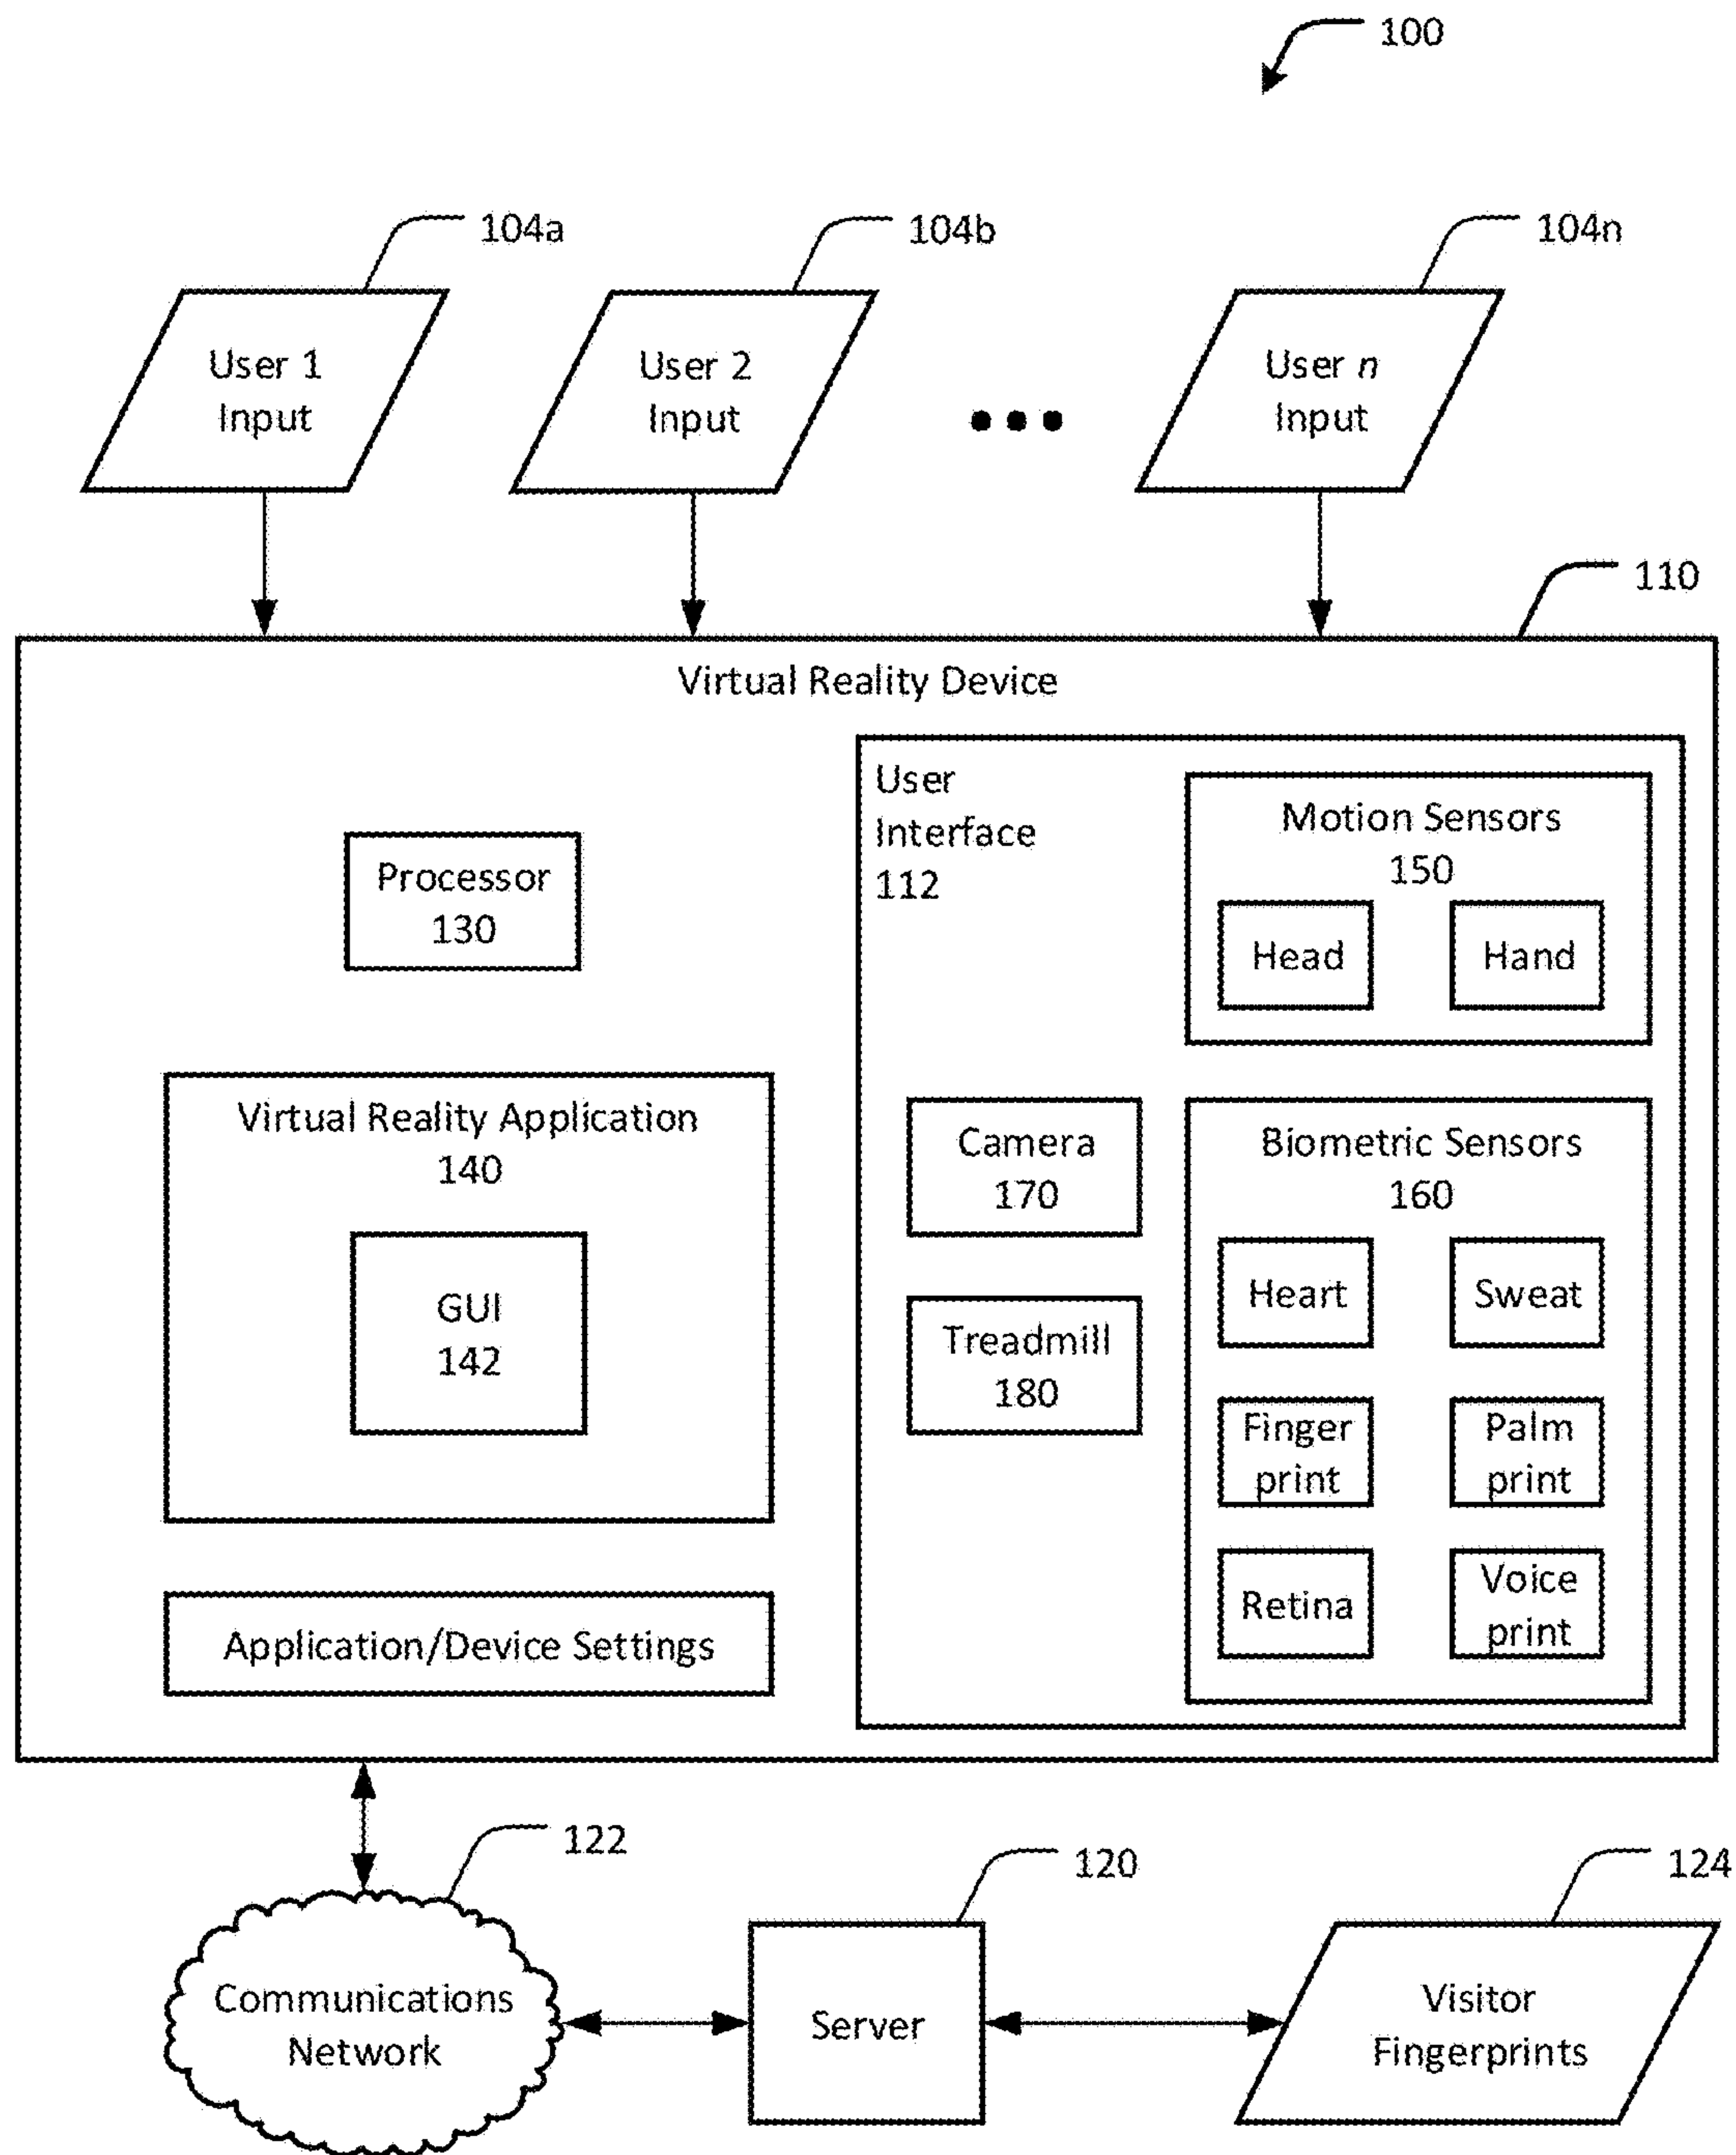 100
104a
104b
104n
User 1
Input
User 2
Input
User n
Input
110
Virtual Reality Device
User
Interface
112
Motion Sensors
150
Head
Hand
Processor
130
Virtual Reality Application
140
GUI
142
Application/Device Settings
Camera
170
Treadmill
180
Biometric Sensors
160
Heart
Sweat
Finger
print
Palm
print
Retina
Voice
print
122
120
124
Communications
Network
Server
Visitor
Fingerprints